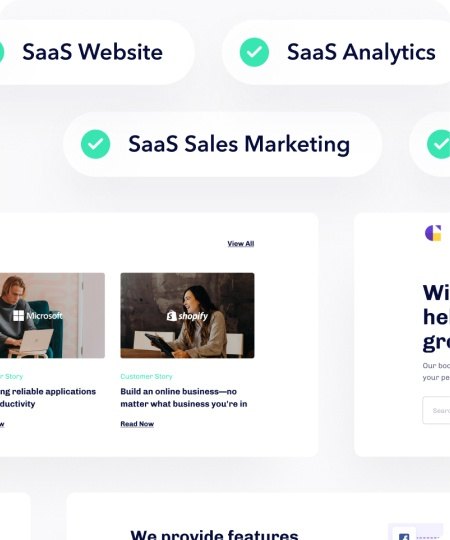 SaaS Website
SaaS Analytics
SaaS Sales Marketing
View All
Microsoft
shopify
r Story
Customer Story
ng reliable applications
ductivity
Build an online business—no
matter what business you're in
w
Read Now
Wi
hel
gro
Our boo
your pe
Sear
We provide features